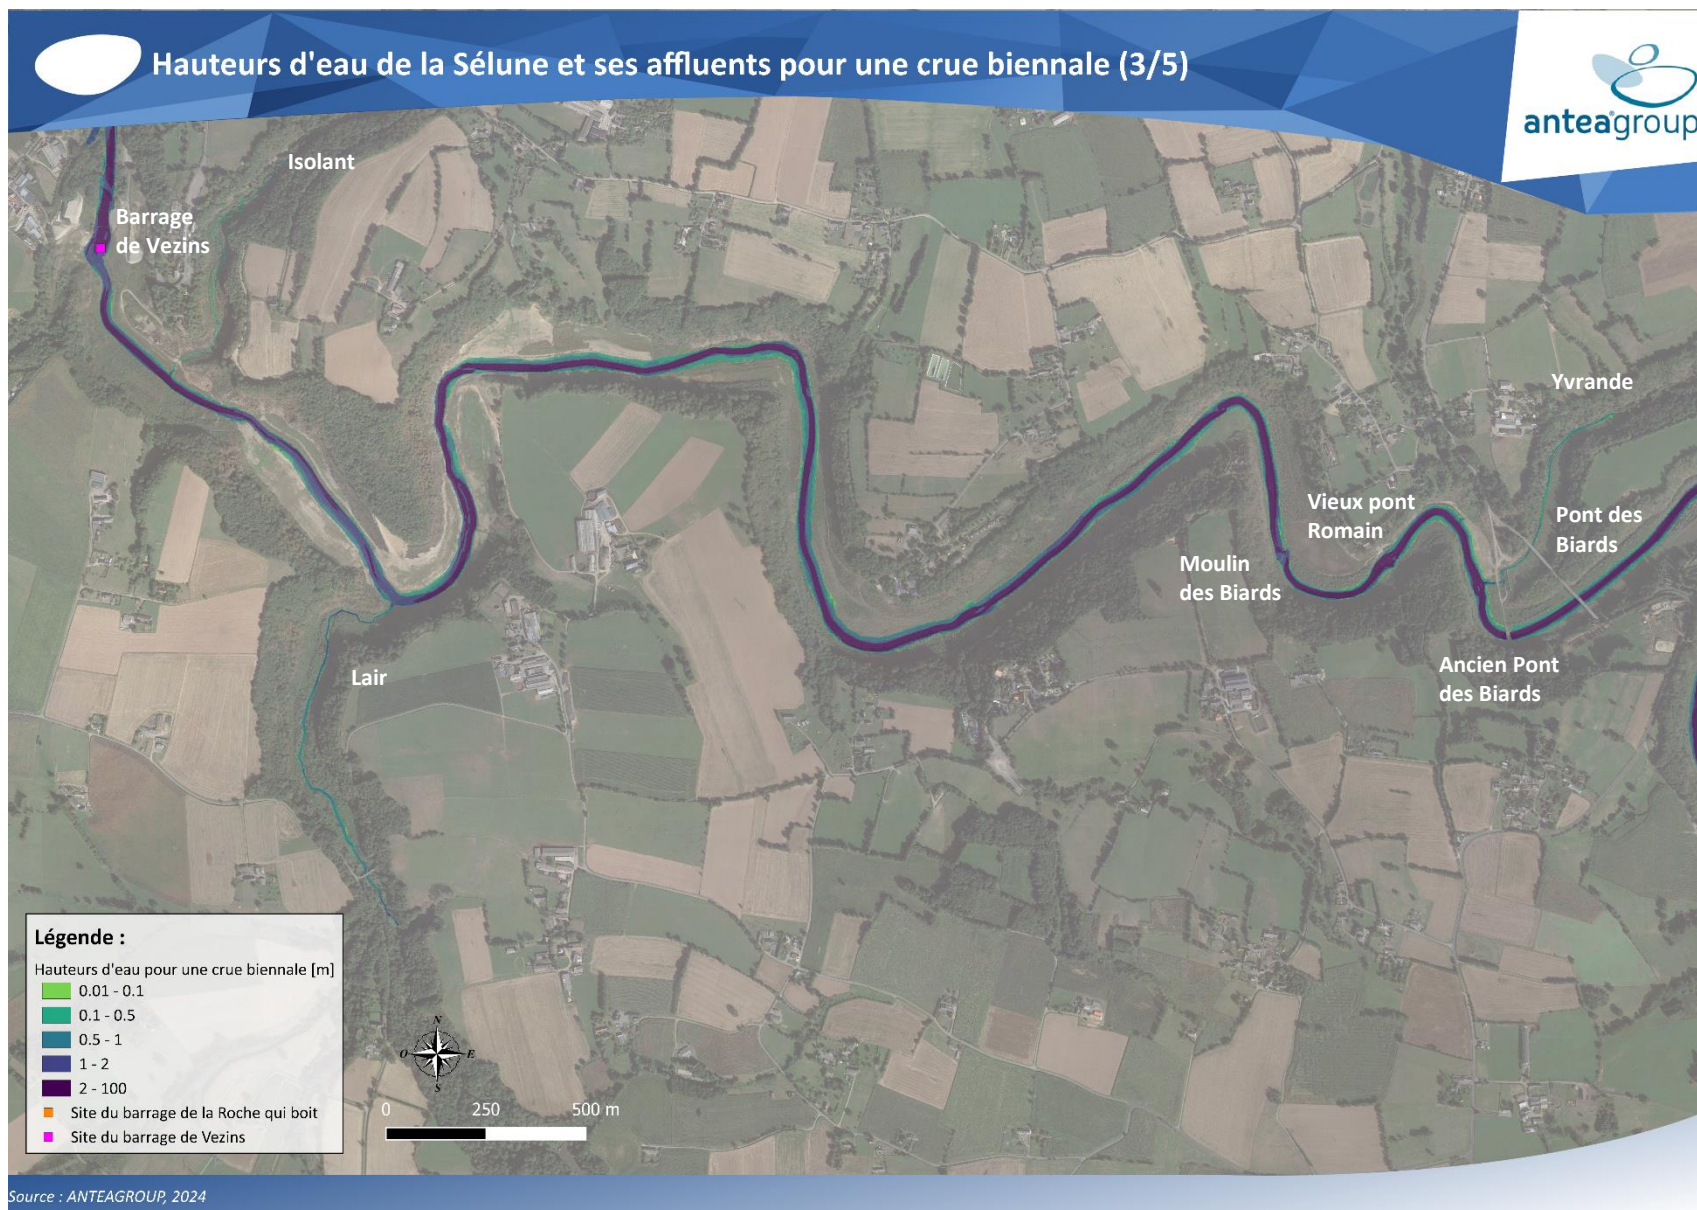 Hauteurs d'eau de la Sélune et ses affluents pour une crue biennale (3/5)
anteagroup
Isolant
Barrage
de Vezins
Yvrande
Vieux pont
Romain
Pont des
Biards
Moulin
des Biards
Ancien Pont
des Biards
Lair
Légende :
Hauteurs d'eau pour une crue biennale [m]
0.01 - 0.1
0.1 - 0.5
0.5 - 1
1 - 2
2 - 100
Site du barrage de la Roche qui boit
Site du barrage de Vezins
N
O E
S
0 250 500 m
Source : ANTEAGROUP, 2024